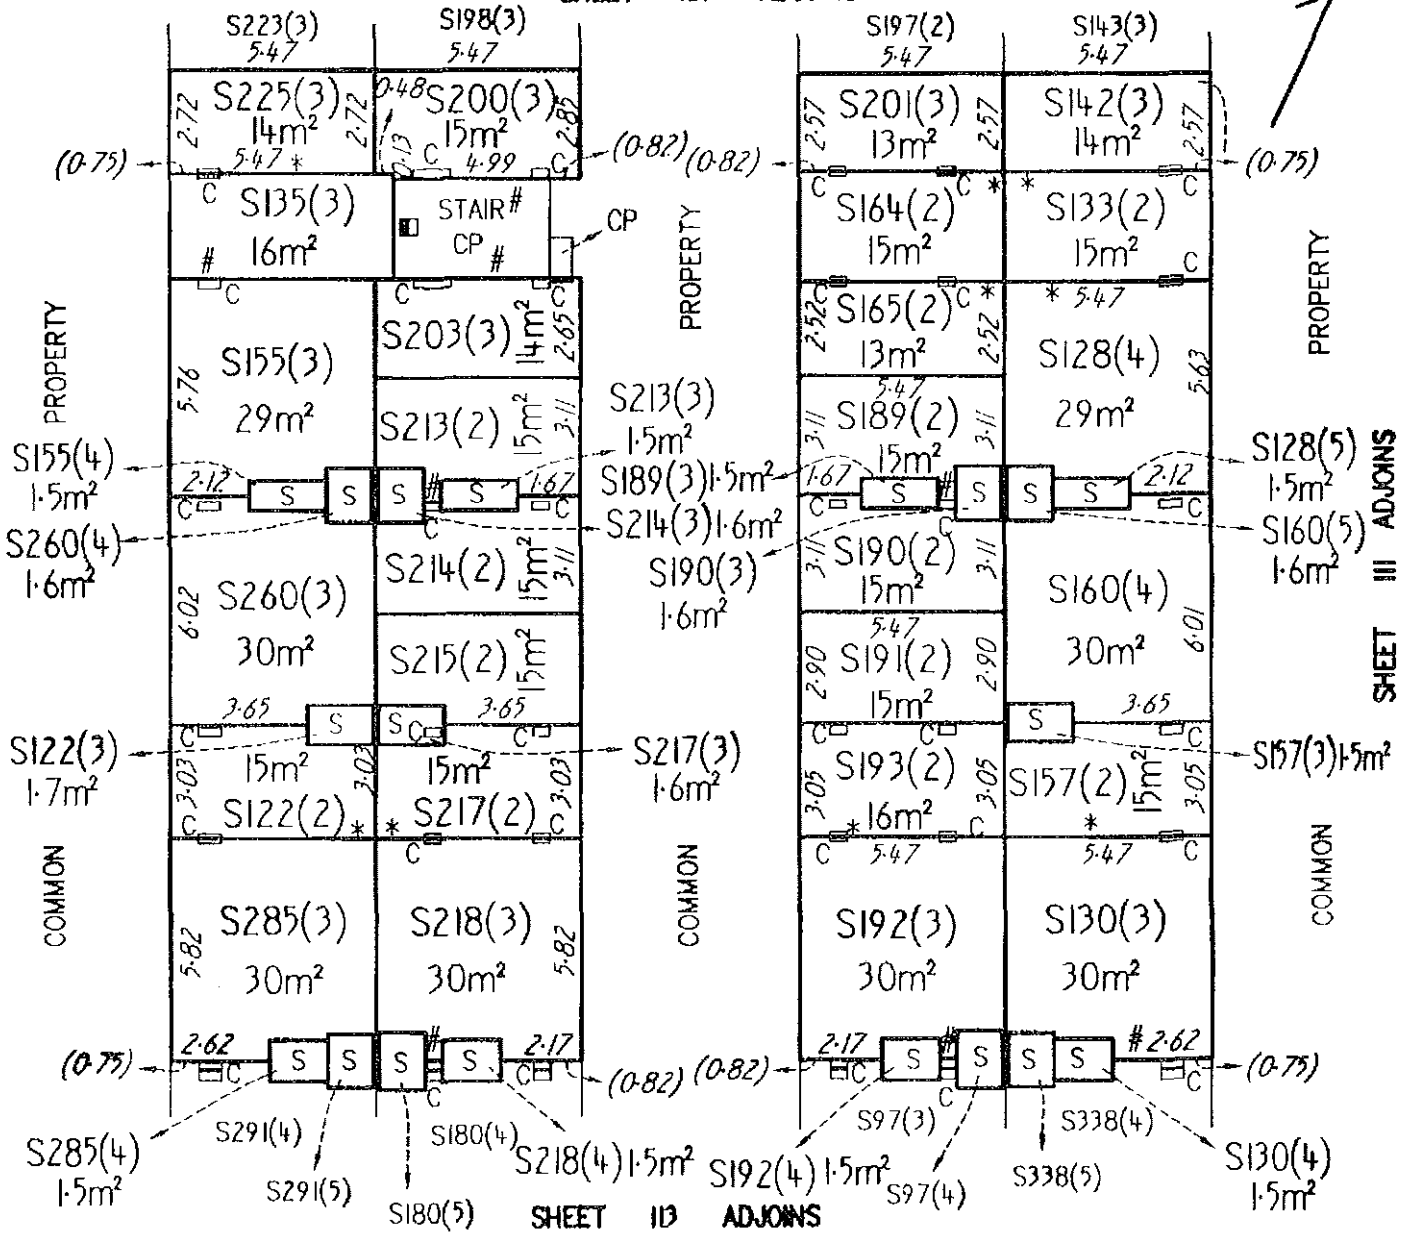 S223(3)
5.47
S198(3)
5.47
S197(2)
5.47
S143(3)
5.47
S225(3)
14m²
2.72
2.72
5.47 *
0.48
0.13
S200(3)
15m²
2.85
4.99
C
C
C
(0.75)
(0.82)
(0.82)
S201(3)
13m²
2.57
2.57
S142(3)
14m²
2.57
(0.75)
C
C *
*
C
S135(3)
16m²
#
C
STAIR #
CP
#
CP
C
C
S164(2)
15m²
S133(2)
15m²
C
C
C *
* 5.47
PROPERTY
PROPERTY
PROPERTY
S155(3)
29m²
5.76
S203(3)
14m²
2.65
S213(2)
15m²
3.11
S213(3)
1.5m²
S165(2)
13m²
2.52
2.52
5.47
S189(2)
15m²
3.11
3.11
S128(4)
29m²
5.63
S155(4)
1.5m²
2.12
S
S
S
#
S
1.67
C
C
C
S189(3) 1.5m²
S214(3) 1.6m²
1.67
S
#
S
S
S
2.12
C
C
C
S128(5)
1.5m²
S260(4)
1.6m²
S160(5)
1.6m²
S190(3)
1.6m²
S260(3)
30m²
6.02
S214(2)
15m²
3.11
S215(2)
15m²
S190(2)
15m²
3.11
3.11
5.47
S191(2)
15m²
2.90
2.90
S160(4)
30m²
6.01
SHEET 111 ADJOINS
3.65
S
S
C
3.65
C
C
S
3.65
C
C
C
S122(3)
1.7m²
S217(3)
1.6m²
S157(3) 1.5m²
15m²
S122(2) *
3.03
3.03
C
15m²
* S217(2)
3.03
C
C
S193(2)
* 16m²
3.05
3.05
C
C
5.47
S157(2)
15m²
3.05
*
5.47
C
COMMON
COMMON
COMMON
S285(3)
30m²
5.82
S218(3)
30m²
5.82
S192(3)
30m²
S130(3)
30m²
(0.75)
2.62
C
S
S
S
#
C
S
2.17
C
(0.82)
(0.82)
2.17
C
S
#
C
S
S
S
# 2.62
C
(0.75)
S285(4)
1.5m²
S291(4)
S291(5)
S180(4)
S180(5)
S218(4) 1.5m²
S192(4) 1.5m²
S97(3)
S97(4)
S338(4)
S338(5)
S130(4)
1.5m²
SHEET 113 ADJOINS